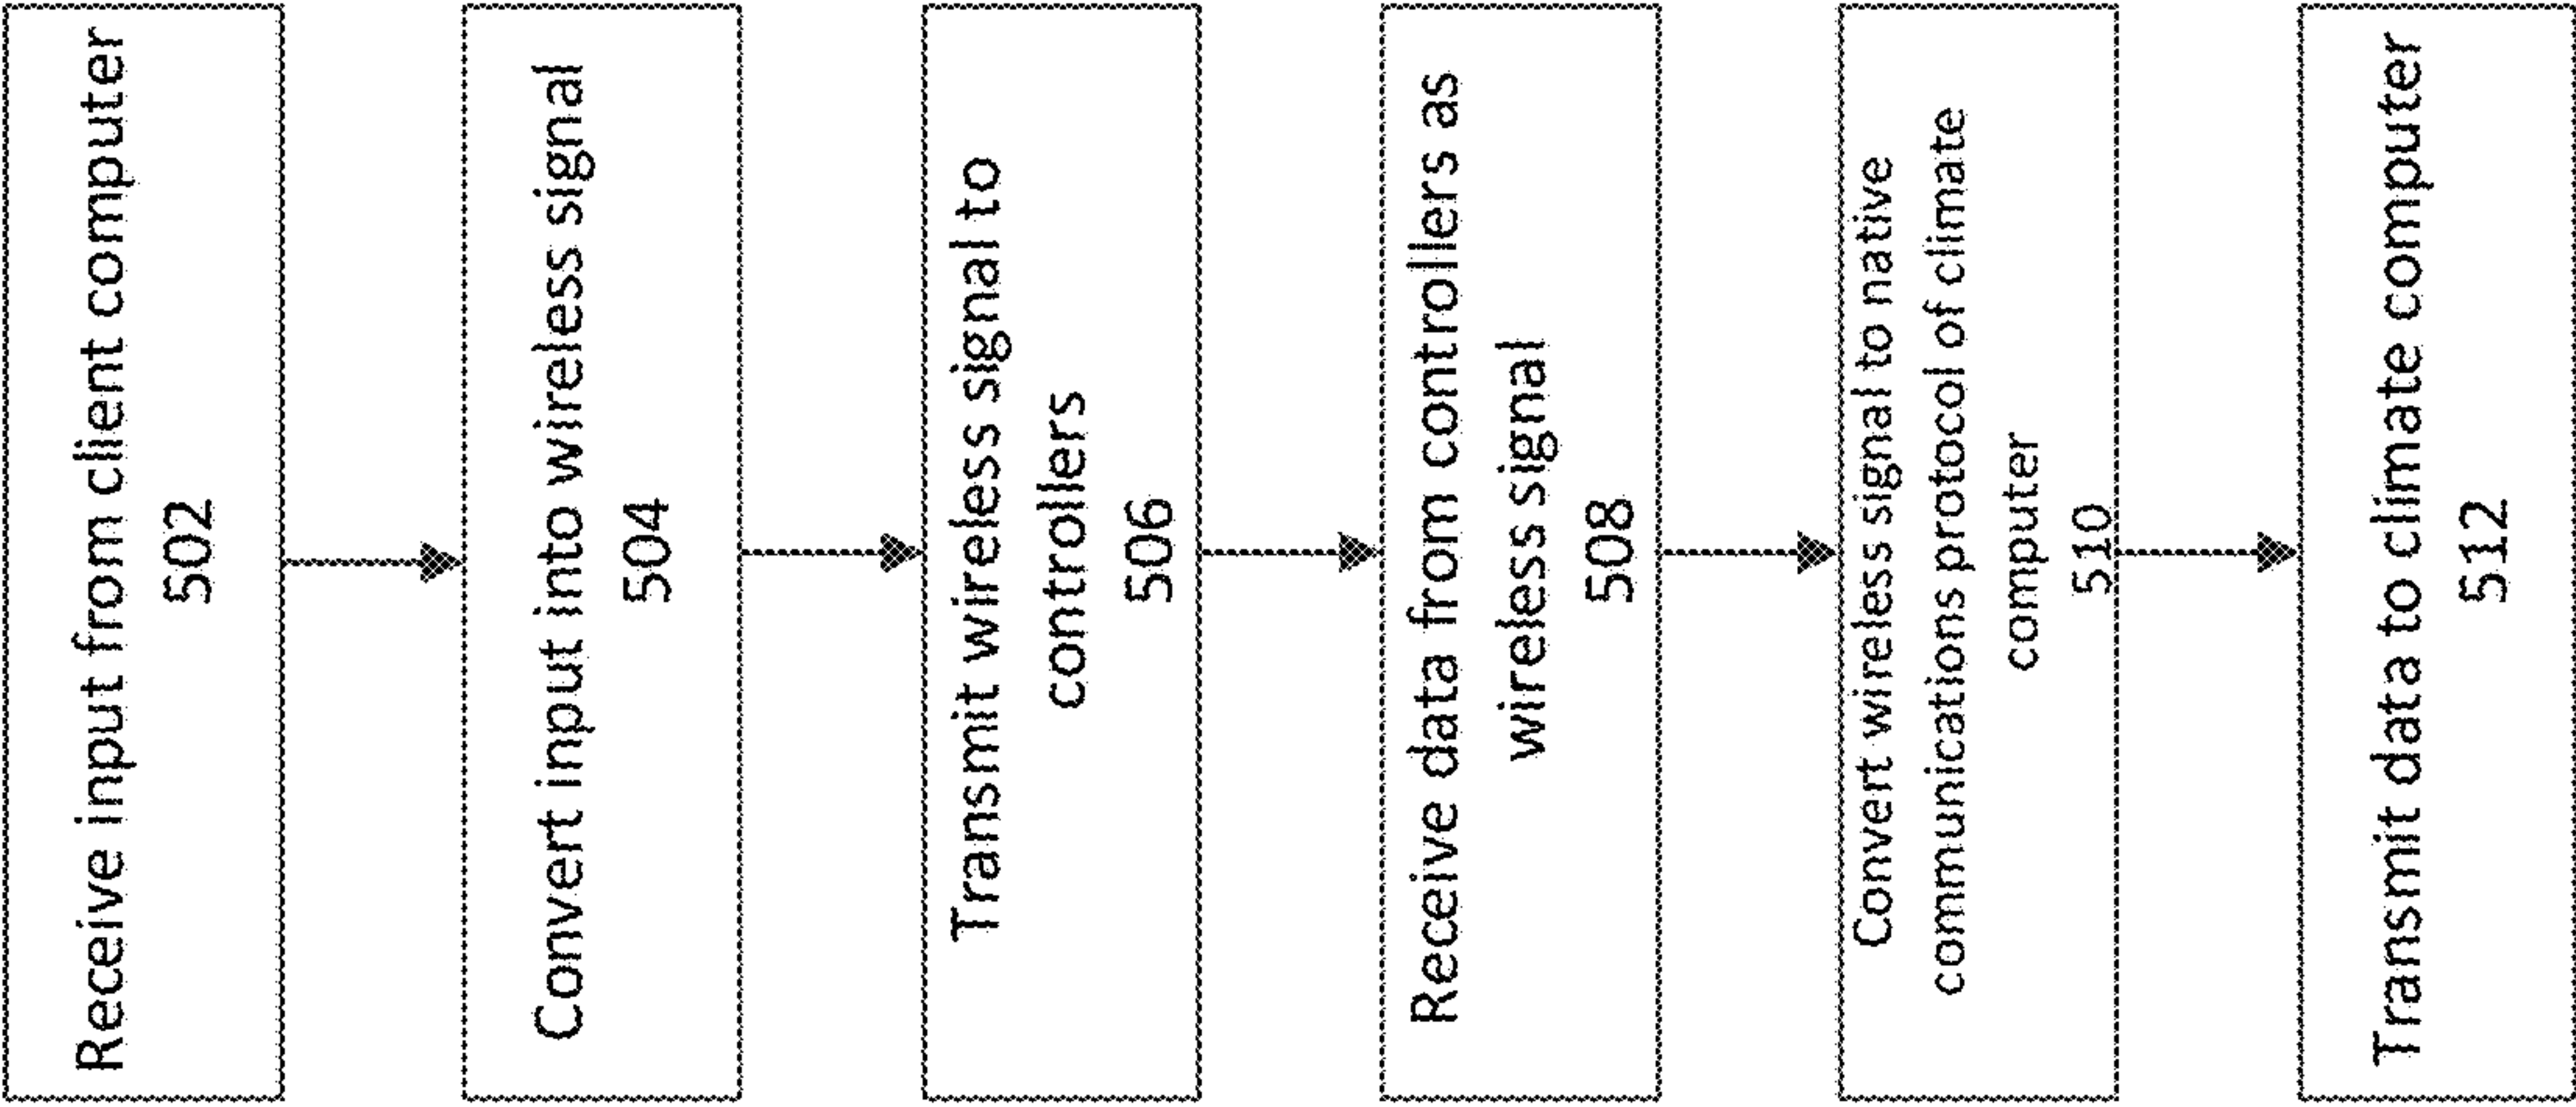 Receive input from client computer
502
Convert input into wireless signal
504
Transmit wireless signal to
controllers
506
Receive data from controllers as
wireless signal
508
Convert wireless signal to native
communications protocol of climate
computer
510
Transmit data to climate computer
512